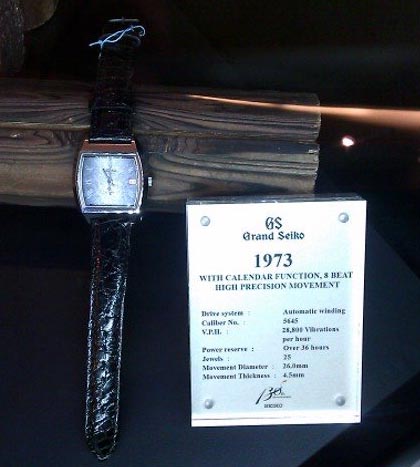 GS
Grand Seiko
1973
WITH CALENDAR FUNCTION, 8 BEAT
HIGH PRECISION MOVEMENT
Drive system : Automatic winding
Caliber No. : 5645
V.P.H. : 28,800 Vibrations
per hour
Power reserve : Over 36 hours
Jewels : 25
Movement Diameter : 26.0mm
Movement Thickness : 4.5mm